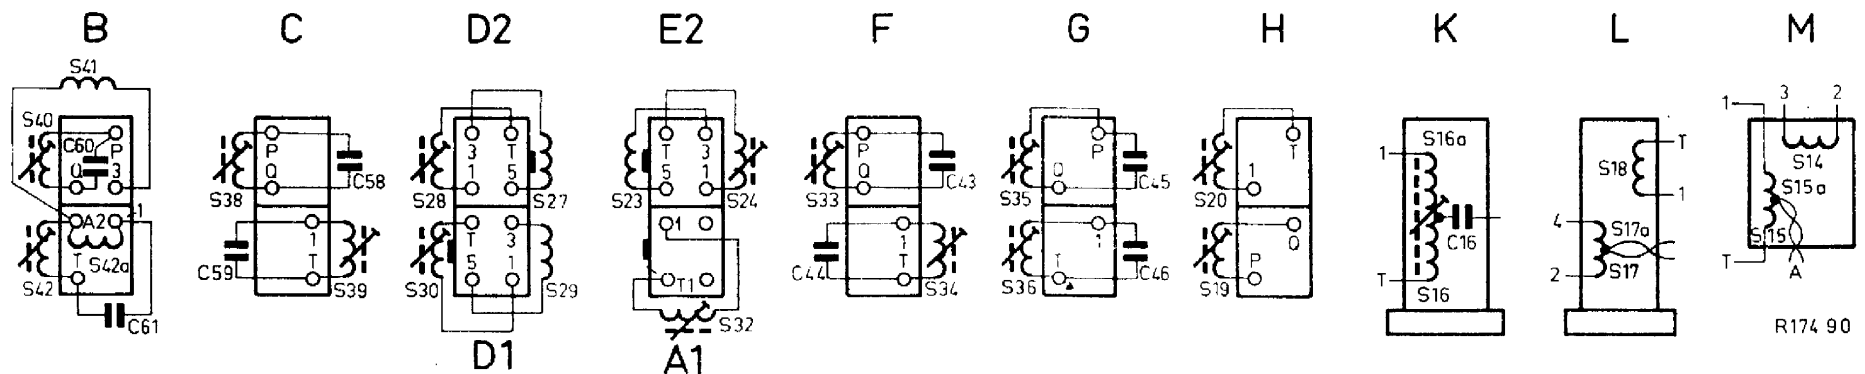 B C D2 E2 F G H K L M
S41
S40
C60
P
Q
3
A2
1
T
S42a
S42
C61
P
Q
C58
S38
C59
1
T
S39
3
T
1
5
S28
S27
T
3
5
1
S30
S29
D1
T
3
5
1
S23
S24
1
T1
S32
A1
P
Q
C43
S33
C44
1
T
S34
P
Q
C45
S35
1
T
C46
S36
T
1
S20
Q
P
S19
S16a
1
C16
T
S16
T
S18
1
4
S17a
2
S17
3
2
1
S14
S15a
S15
T
A
R174 90